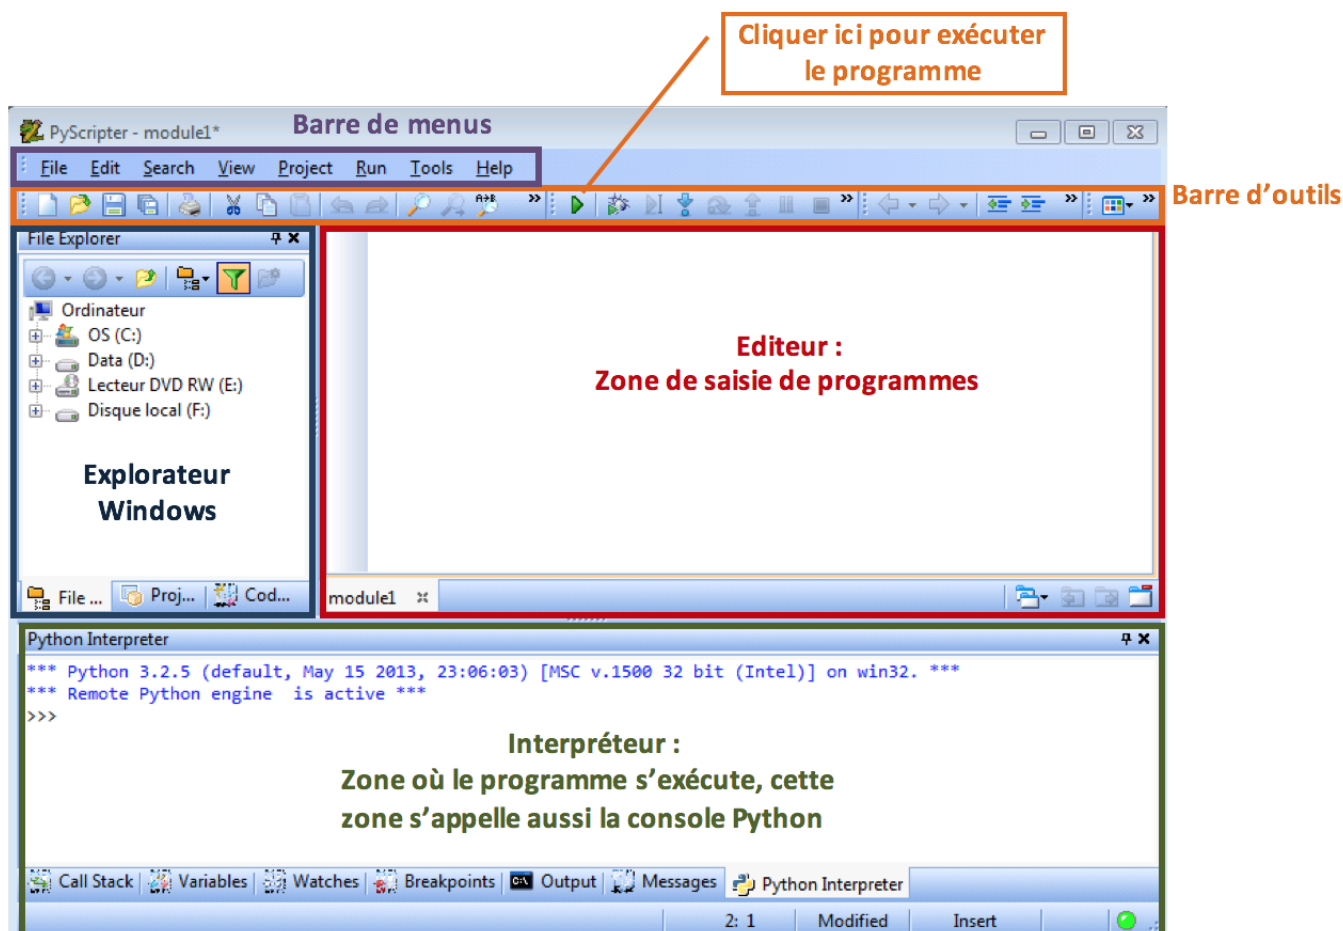 Cliquer ici pour exécuter
le programme
PyScripter - module1*
Barre de menus
File Edit Search View Project Run Tools Help
Barre d'outils
File Explorer
Ordinateur
OS (C:)
Data (D:)
Lecteur DVD RW (E:)
Disque local (F:)
Explorateur
Windows
File ... Proj... Cod...
Editeur :
Zone de saisie de programmes
module1
Python Interpreter
*** Python 3.2.5 (default, May 15 2013, 23:06:03) [MSC v.1500 32 bit (Intel)] on win32. ***
*** Remote Python engine  is active ***
>>>
Interpréteur :
Zone où le programme s'exécute, cette
zone s'appelle aussi la console Python
Call Stack Variables Watches Breakpoints Output Messages Python Interpreter
2: 1 Modified Insert